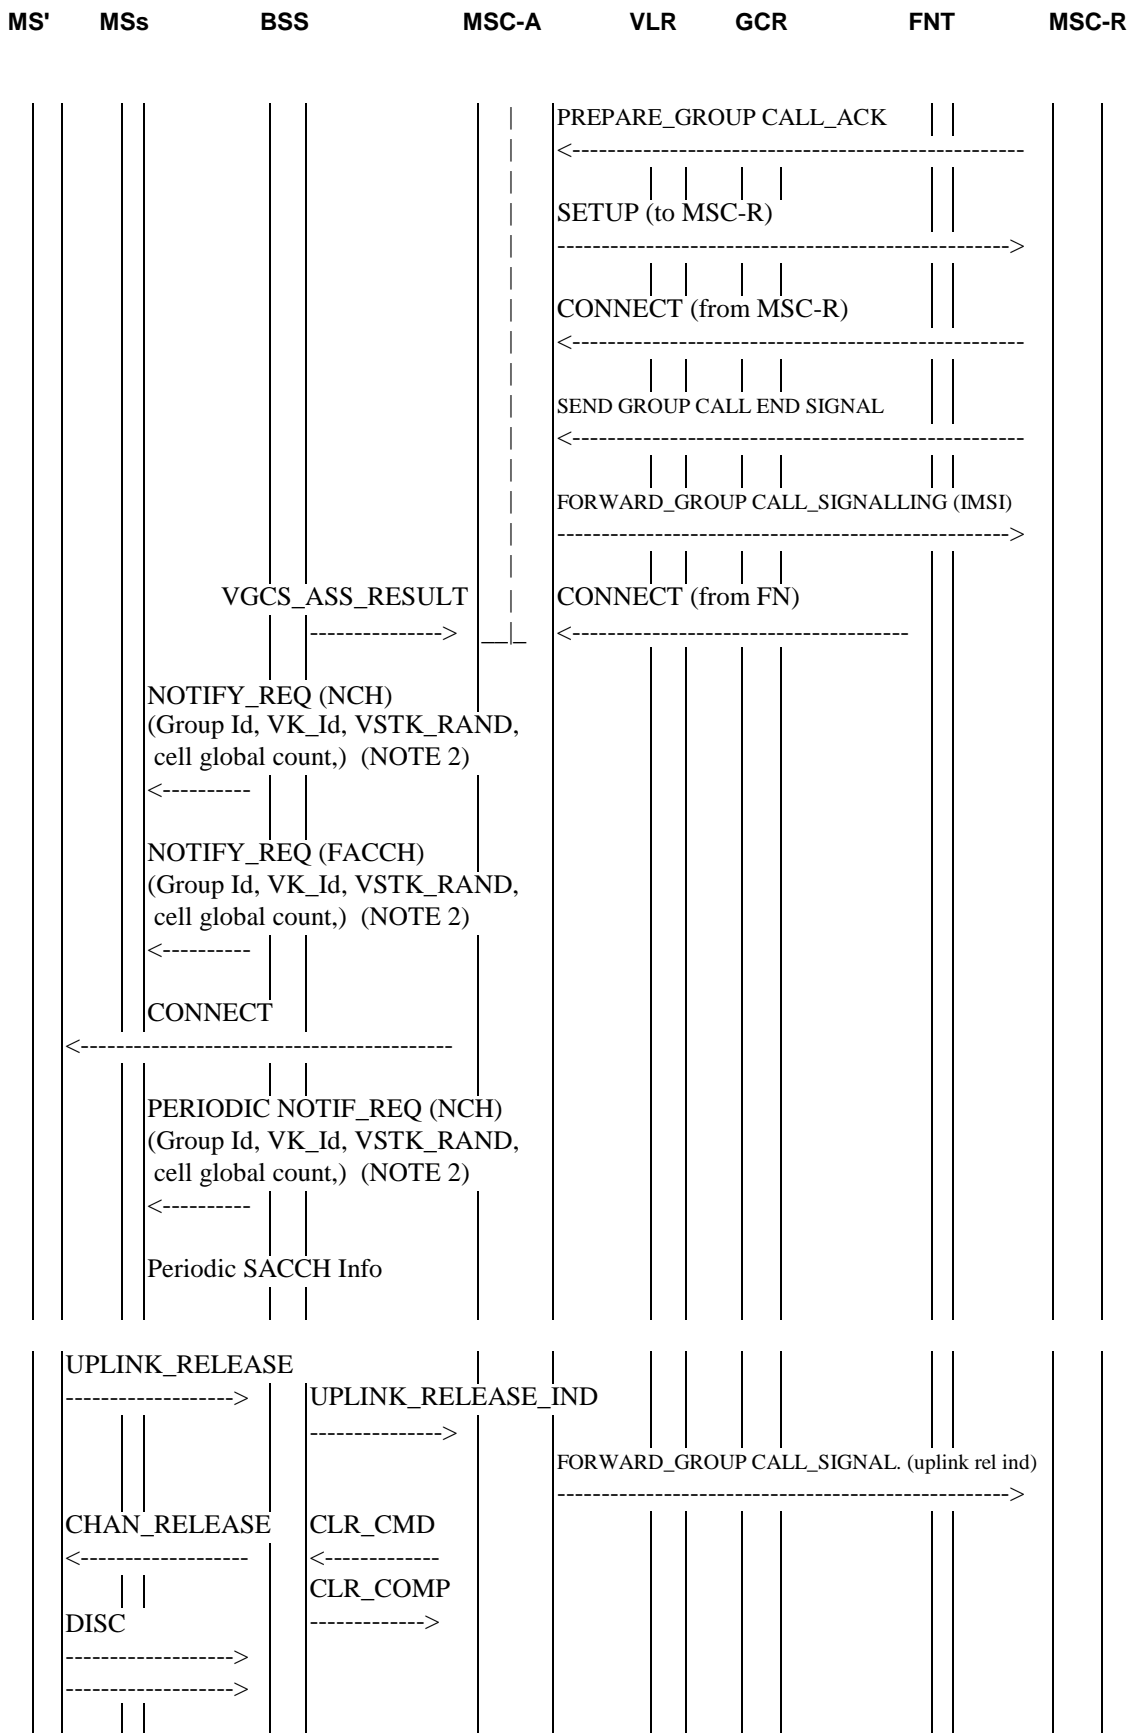 MS' MSs BSS MSC-A VLR GCR FNT MSC-R
PREPARE_GROUP CALL_ACK
SETUP (to MSC-R)
CONNECT (from MSC-R)
SEND GROUP CALL END SIGNAL
FORWARD_GROUP CALL_SIGNALLING (IMSI)
VGCS_ASS_RESULT CONNECT (from FN)
NOTIFY_REQ (NCH)
(Group Id, VK_Id, VSTK_RAND,
cell global count,) (NOTE 2)
NOTIFY_REQ (FACCH)
(Group Id, VK_Id, VSTK_RAND,
cell global count,) (NOTE 2)
CONNECT
PERIODIC NOTIF_REQ (NCH)
(Group Id, VK_Id, VSTK_RAND,
cell global count,) (NOTE 2)
Periodic SACCH Info
UPLINK_RELEASE
UPLINK_RELEASE_IND
FORWARD_GROUP CALL_SIGNAL. (uplink rel ind)
CHAN_RELEASE CLR_CMD
CLR_COMP
DISC